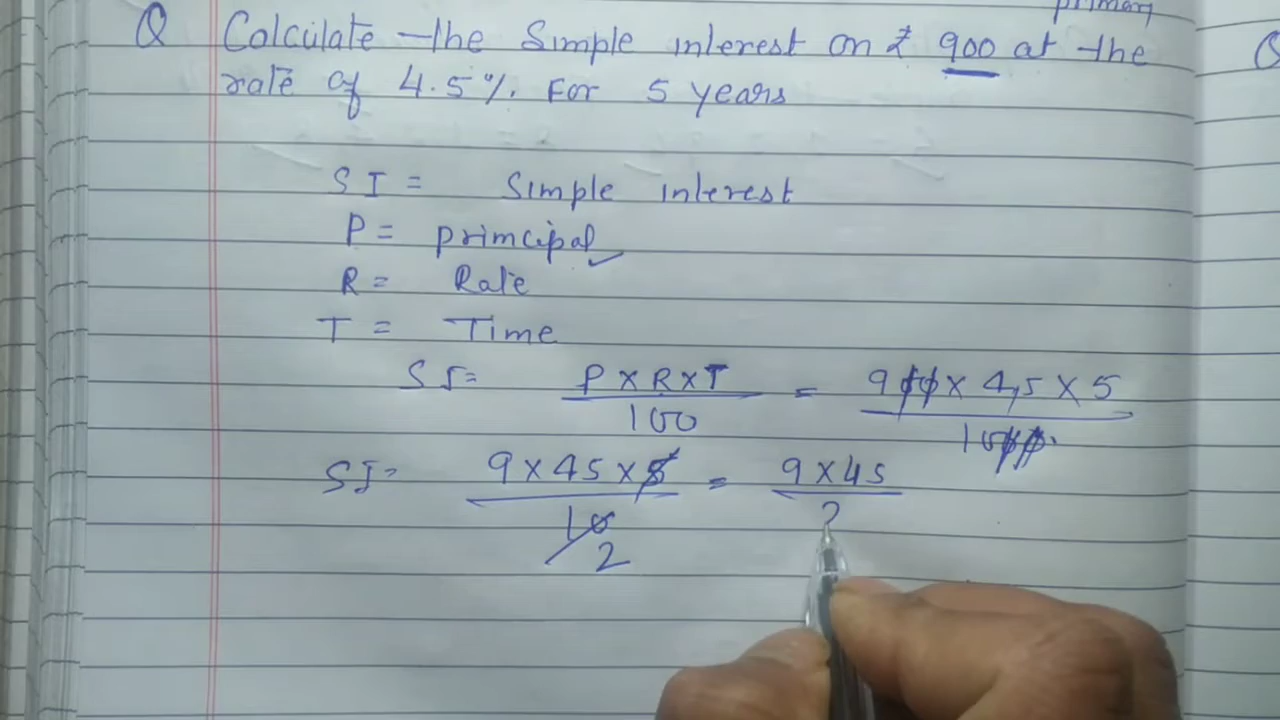 primary
Q Calculate the Simple interest on ₹ 900 at the
rate of 4.5%. For 5 years
SI = Simple interest
P = principal
R = Rate
T = Time
SI = P×R×T / 100 = 900 × 4.5 × 5 / 1000
SI = 9 × 45 × 5 / 10 2 = 9 × 45 / 2